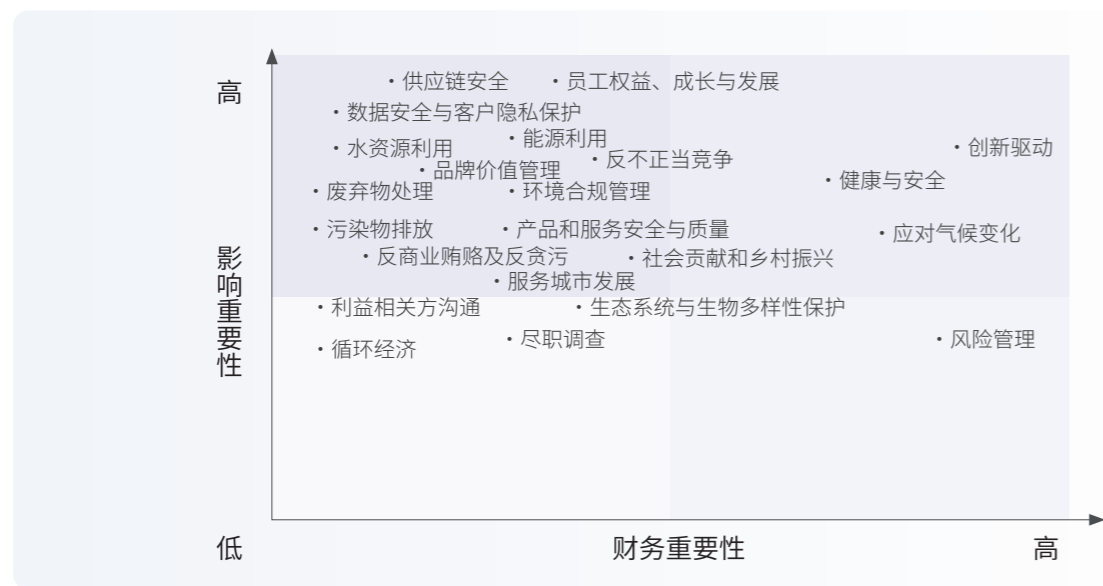 高
· 供应链安全
· 员工权益、成长与发展
· 数据安全与客户隐私保护
· 能源利用
· 水资源利用
· 创新驱动
· 反不正当竞争
· 品牌价值管理
· 健康与安全
· 废弃物处理
· 环境合规管理
· 污染物排放
· 产品和服务安全与质量
· 应对气候变化
· 反商业贿赂及反贪污
· 社会贡献和乡村振兴
· 服务城市发展
影响重要性
· 利益相关方沟通
· 生态系统与生物多样性保护
· 尽职调查
· 风险管理
· 循环经济
低
财务重要性
高